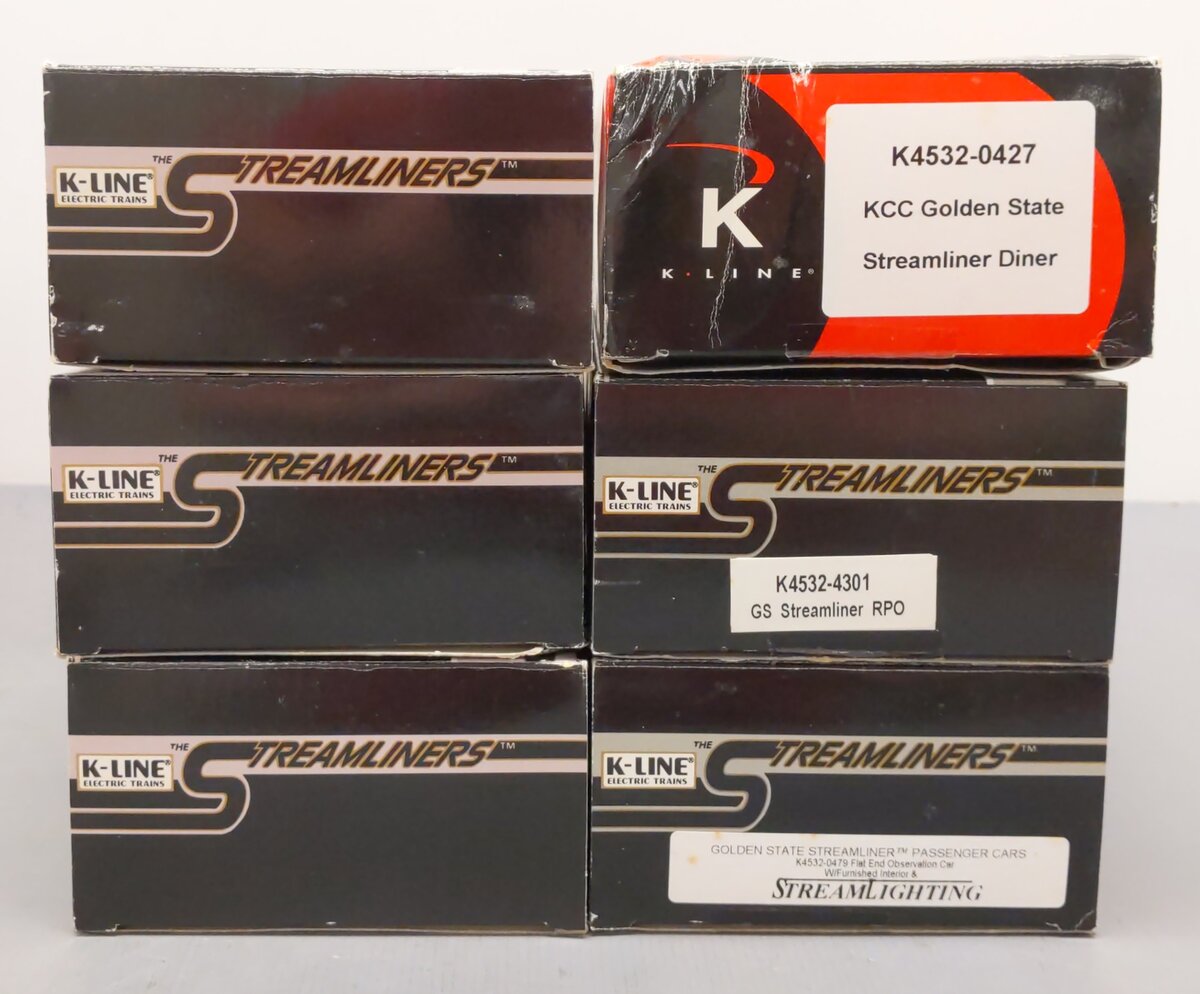 THE STREAMLINERS™
K-LINE®
ELECTRIC TRAINS
K4532-0427
KCC Golden State
Streamliner Diner
K
K·LINE®
THE STREAMLINERS™
K-LINE®
ELECTRIC TRAINS
THE STREAMLINERS™
K-LINE®
ELECTRIC TRAINS
K4532-4301
GS Streamliner RPO
THE STREAMLINERS™
K-LINE®
ELECTRIC TRAINS
THE STREAMLINERS™
K-LINE®
ELECTRIC TRAINS
GOLDEN STATE STREAMLINER™ PASSENGER CARS
K4532-0479 Flat End Observation Car
W/Furnished Interior &
STREAMLIGHTING